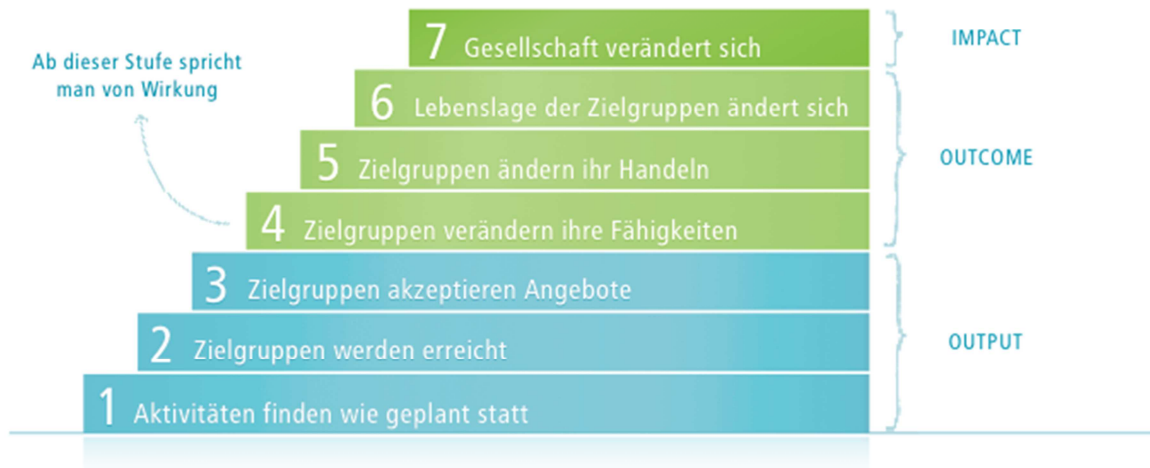 7 Gesellschaft verändert sich
IMPACT
Ab dieser Stufe spricht
man von Wirkung
6 Lebenslage der Zielgruppen ändert sich
5 Zielgruppen ändern ihr Handeln
OUTCOME
4 Zielgruppen verändern ihre Fähigkeiten
3 Zielgruppen akzeptieren Angebote
2 Zielgruppen werden erreicht
OUTPUT
1 Aktivitäten finden wie geplant statt